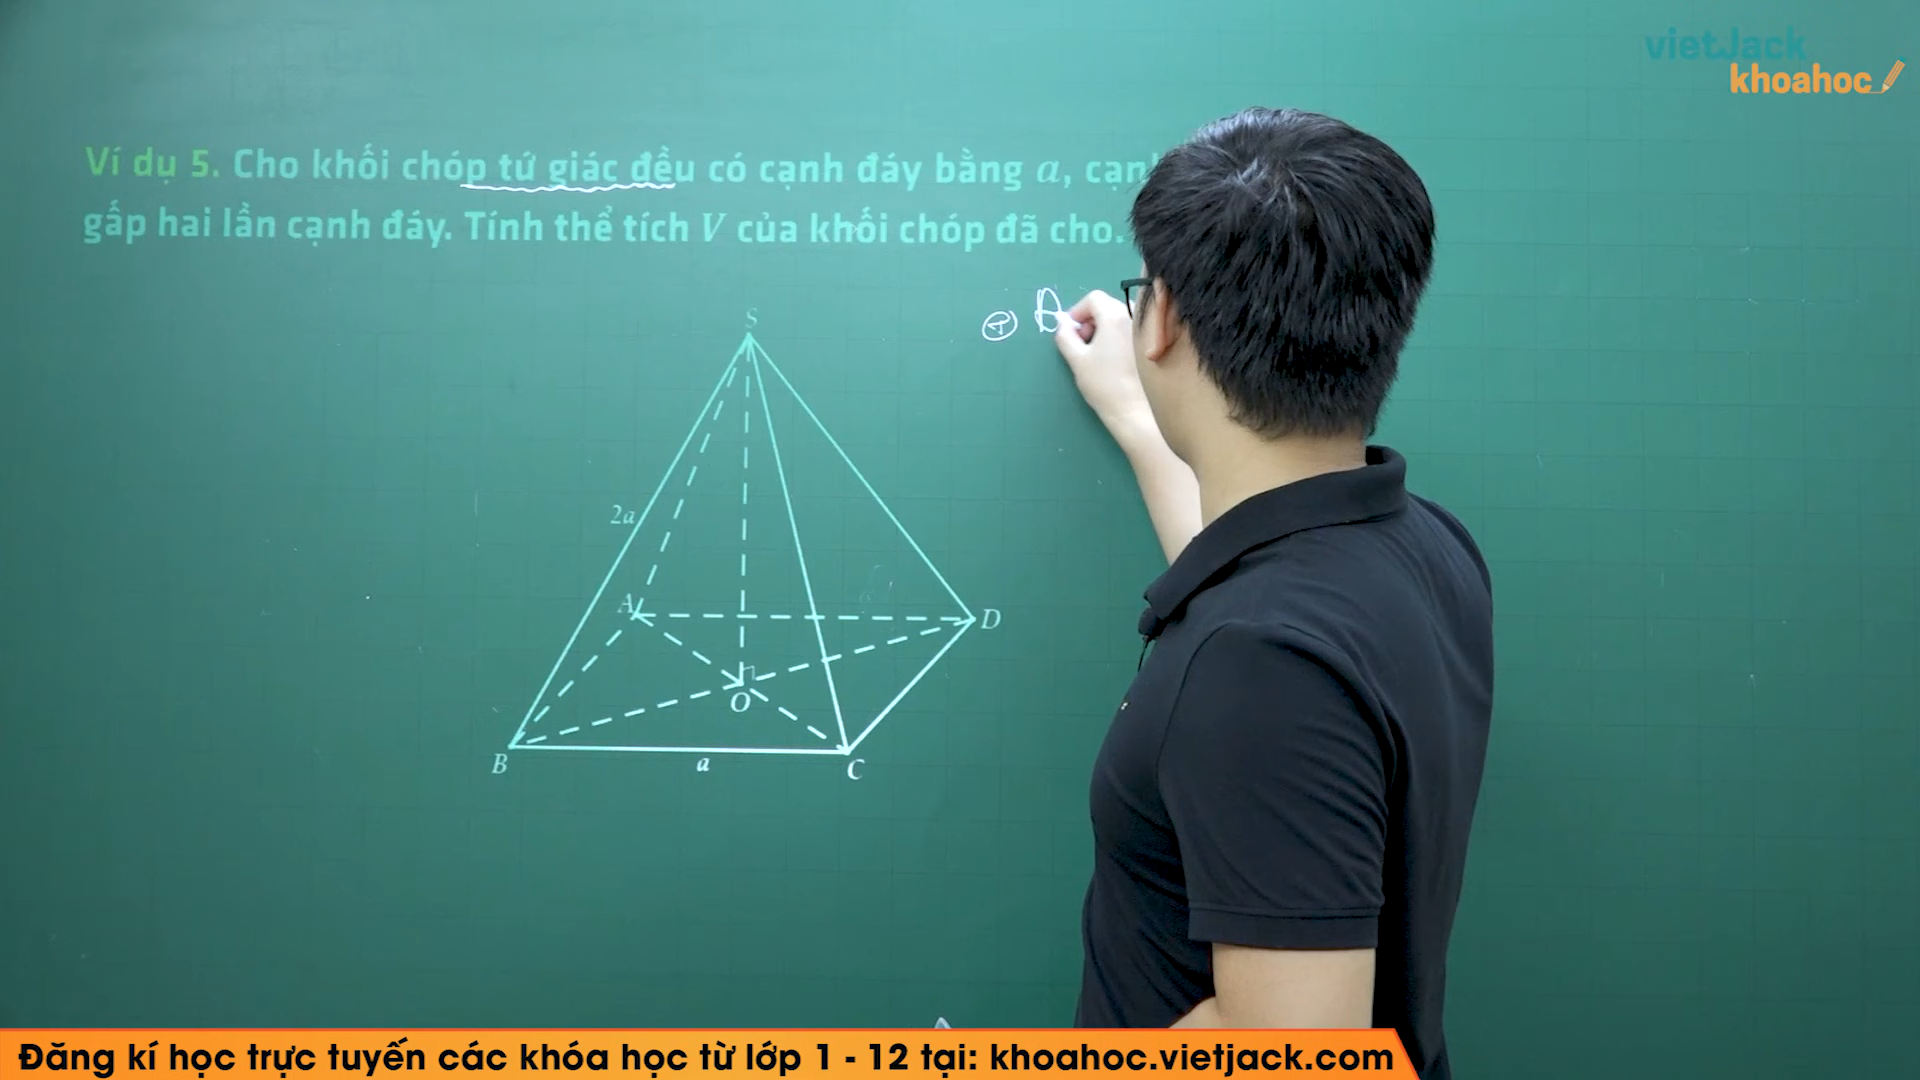 vietJack
khoahoc
Ví dụ 5. Cho khối chóp tứ giác đều có cạnh đáy bằng a, cạnh
gấp hai lần cạnh đáy. Tính thể tích V của khối chóp đã cho.
S
2a
A
D
O
B
a
C
Đăng kí học trực tuyến các khóa học từ lớp 1 - 12 tại: khoahoc.vietjack.com